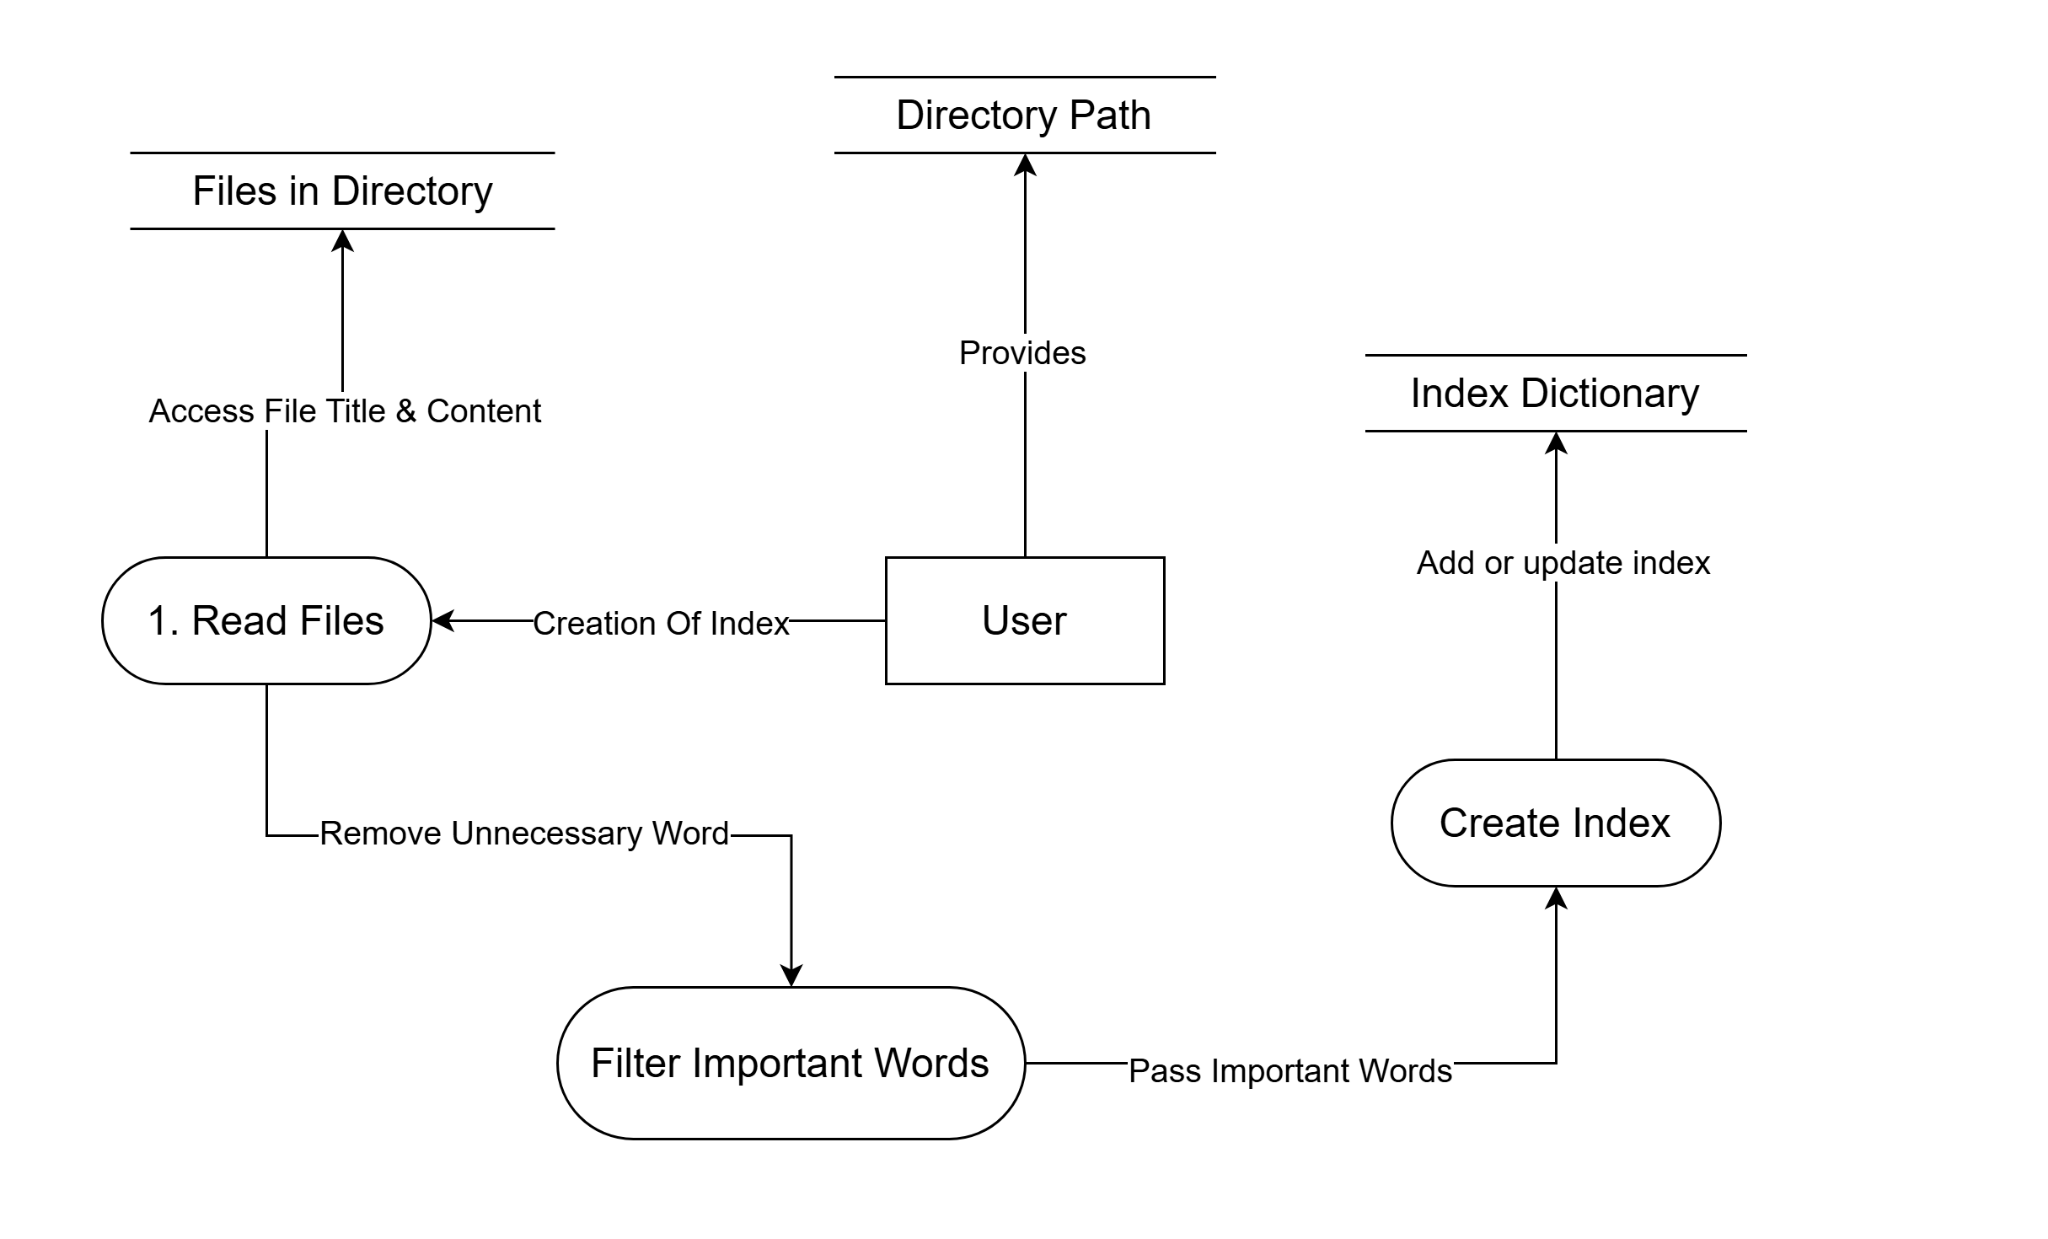 Directory Path
Files in Directory
Provides
Index Dictionary
Access File Title & Content
Add or update index
1. Read Files
Creation Of Index
User
Remove Unnecessary Word
Create Index
Filter Important Words
Pass Important Words